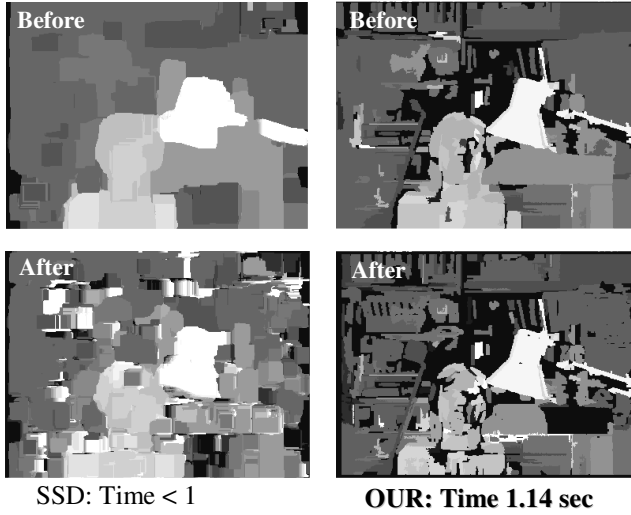 Before
Before
After
After
SSD: Time < 1
OUR: Time 1.14 sec